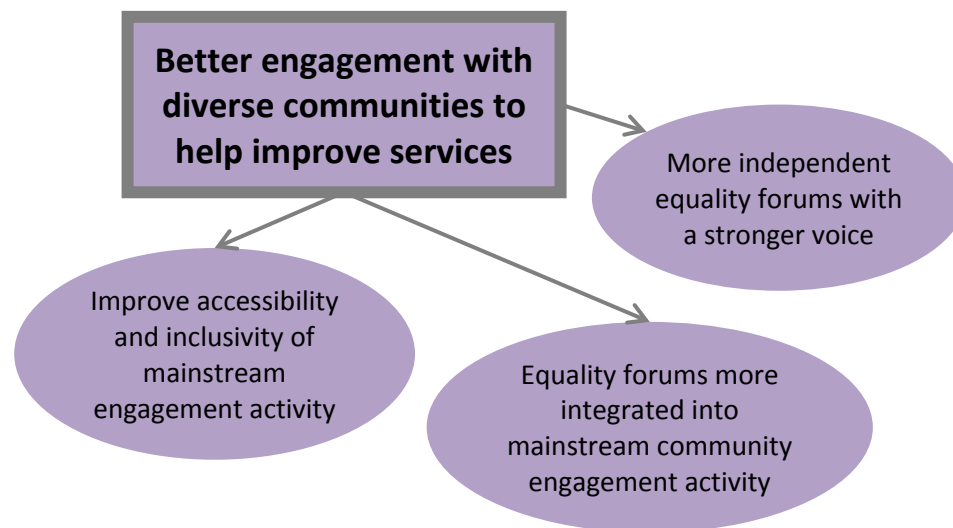 Better engagement with
diverse communities to
help improve services
More independent
equality forums with
a stronger voice
Improve accessibility
and inclusivity of
mainstream
engagement activity
Equality forums more
integrated into
mainstream community
engagement activity